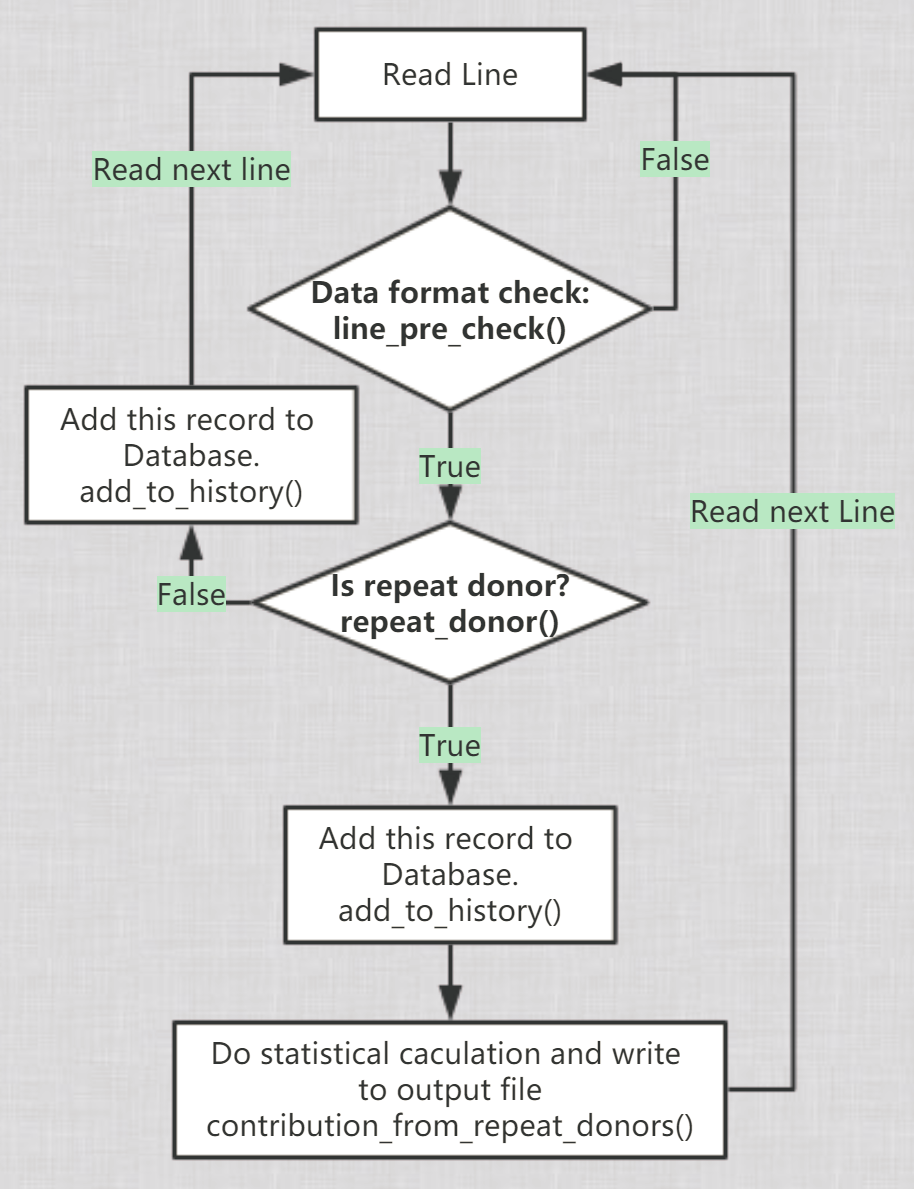 Read Line
Read next line
False
Data format check:
line_pre_check()
Add this record to
Database.
add_to_history()
True
Read next Line
False
Is repeat donor?
repeat_donor()
True
Add this record to
Database.
add_to_history()
Do statistical caculation and write
to output file
contribution_from_repeat_donors()